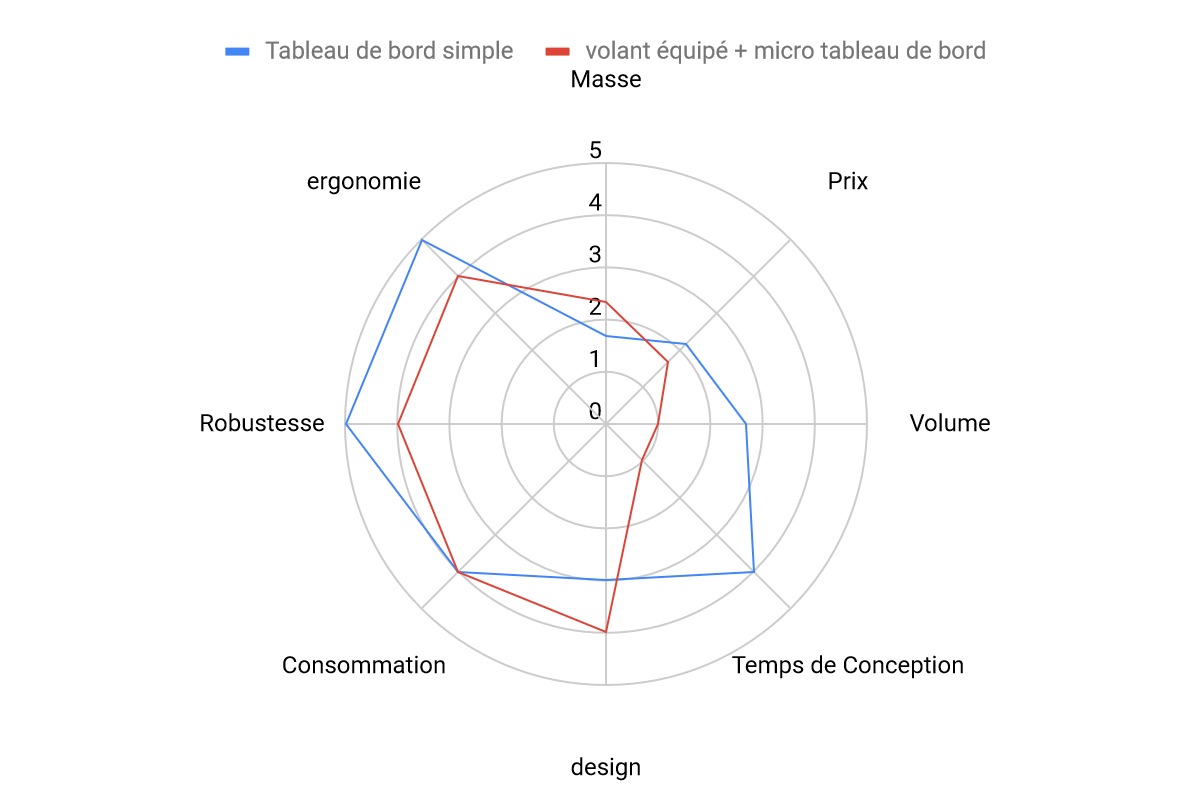 Tableau de bord simple volant équipé + micro tableau de bord
Masse
5
ergonomie Prix
4
3
2
1
0
Robustesse Volume
Consommation Temps de Conception
design